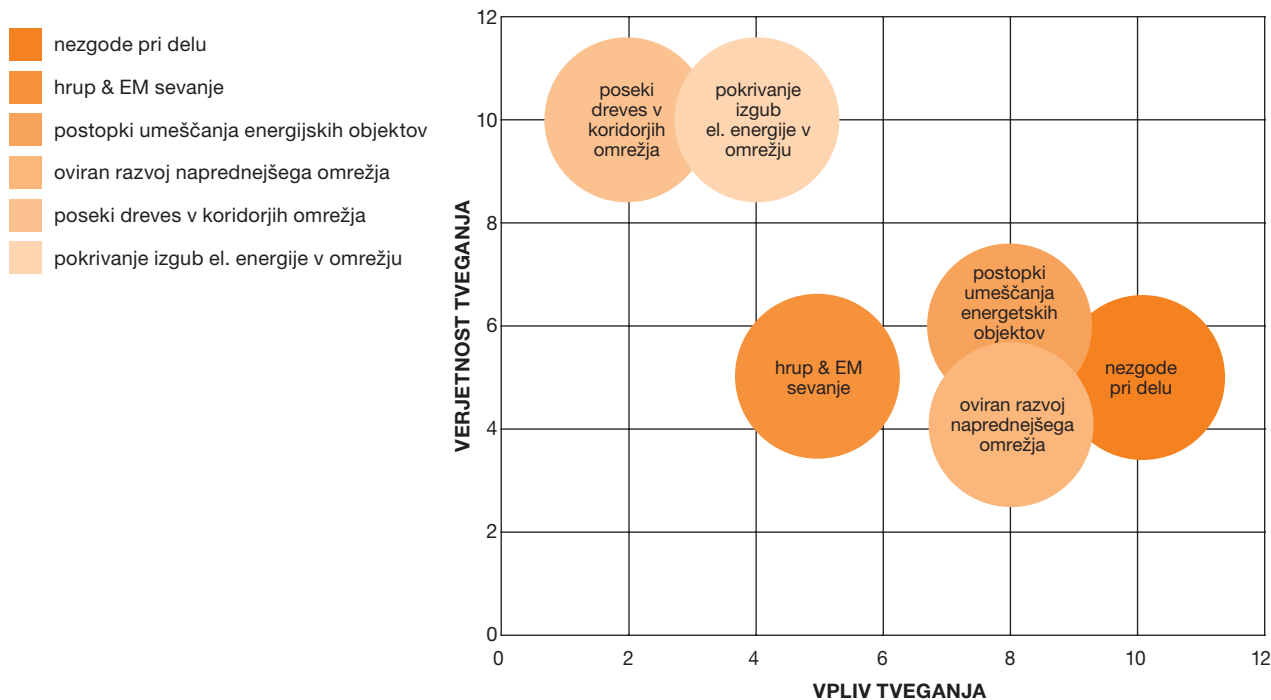 nezgode pri delu
hrup & EM sevanje
postopki umeščanja energijskih objektov
oviran razvoj naprednejšega omrežja
poseki dreves v koridorjih omrežja
pokrivanje izgub el. energije v omrežju
VERJETNOST TVEGANJA
12
10
8
6
4
2
0
poseki
dreves v
koridorjih
omrežja
pokrivanje
izgub
el. energije v
omrežju
postopki
umeščanja
energetskih
objektov
hrup & EM
sevanje
nezgode
pri delu
oviran razvoj
naprednejšega
omrežja
0 2 4 6 8 10 12
VPLIV TVEGANJA